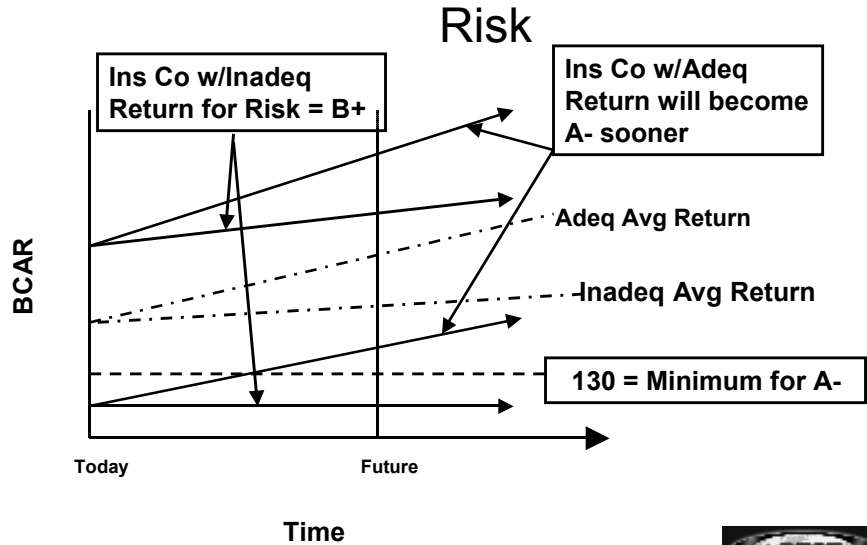 Risk
Ins Co w/Inadeq
Return for Risk = B+
Ins Co w/Adeq
Return will become
A- sooner
Adeq Avg Return
BCAR
Inadeq Avg Return
130 = Minimum for A-
Today
Future
Time